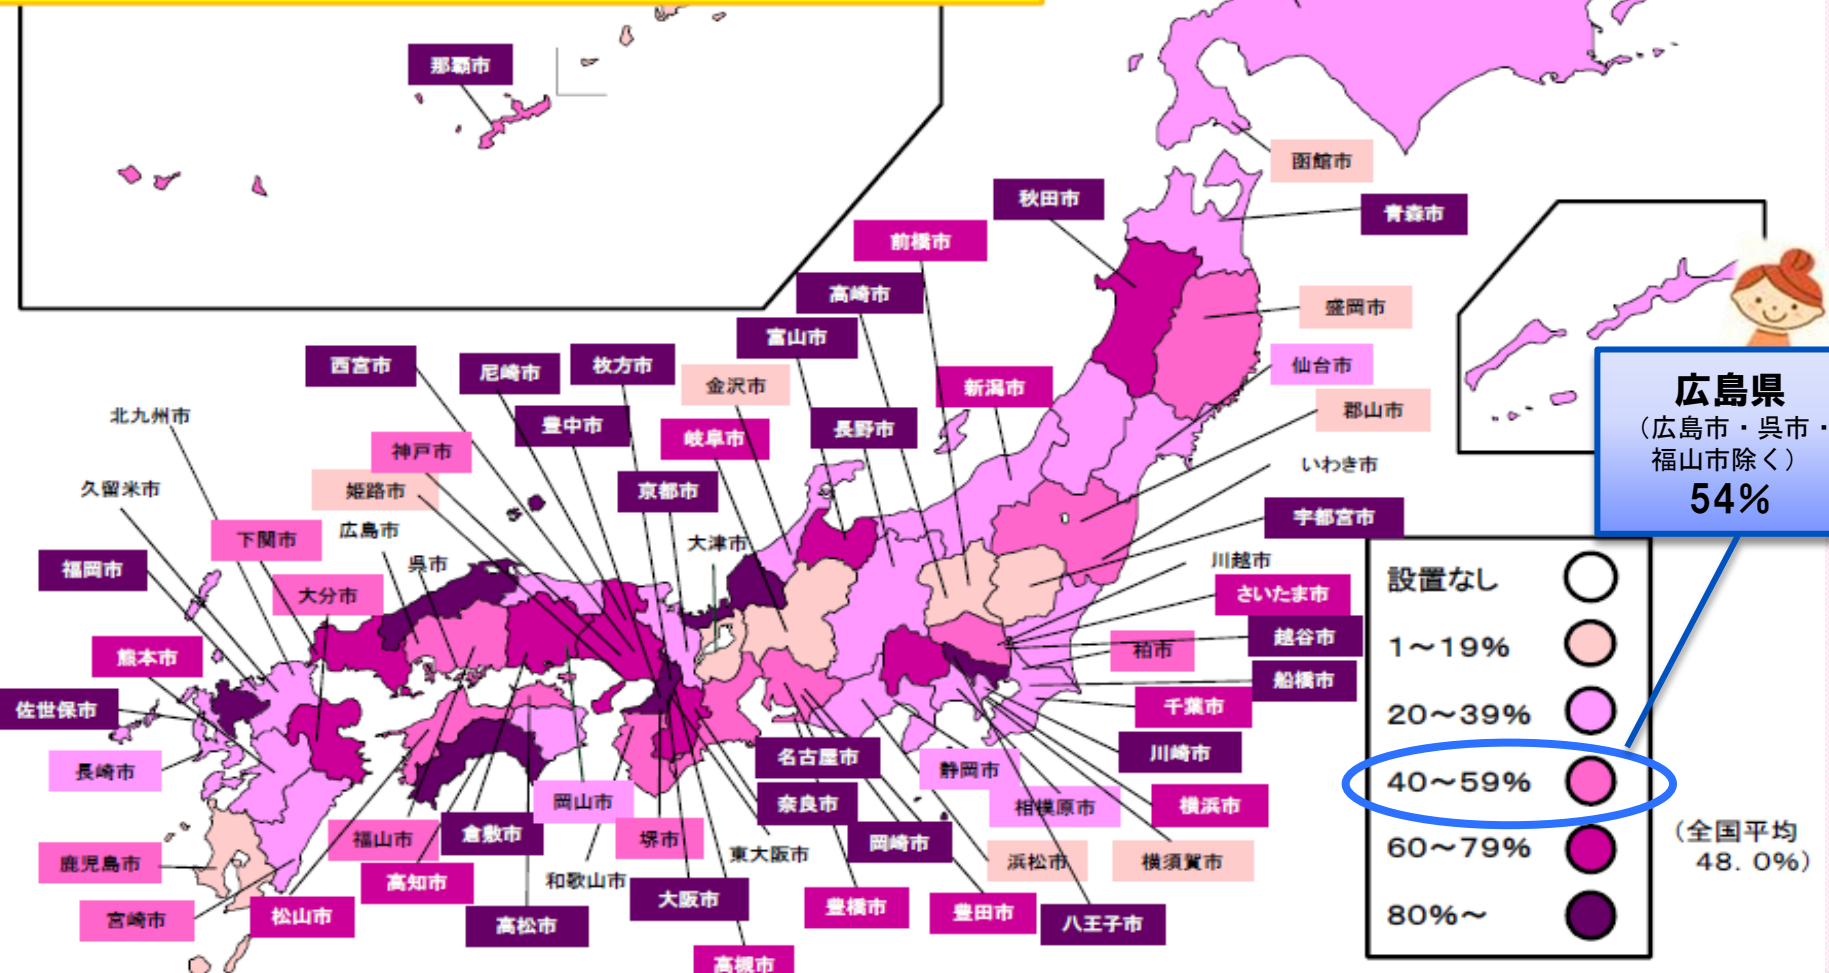 那覇市
函館市
秋田市
青森市
前橋市
高崎市
盛岡市
富山市
西宮市
尼崎市
枚方市
金沢市
新潟市
仙台市
広島県
（広島市・呉市・
福山市除く）
54%
北九州市
豊中市
岐阜市
長野市
郡山市
神戸市
いわき市
久留米市
姫路市
京都市
宇都宮市
下関市
広島市
大津市
福岡市
呉市
川越市
大分市
さいたま市
熊本市
柏市
越谷市
船橋市
佐世保市
千葉市
長崎市
名古屋市
静岡市
川崎市
岡山市
奈良市
相模原市
横浜市
福山市
倉敷市
堺市
東大阪市
岡崎市
浜松市
横須賀市
鹿児島市
高知市
和歌山市
大阪市
豊橋市
豊田市
八王子市
宮崎市
松山市
高松市
高槻市
設置なし
1～19%
20～39%
40～59%
60～79%
80%～
（全国平均
48.0%）